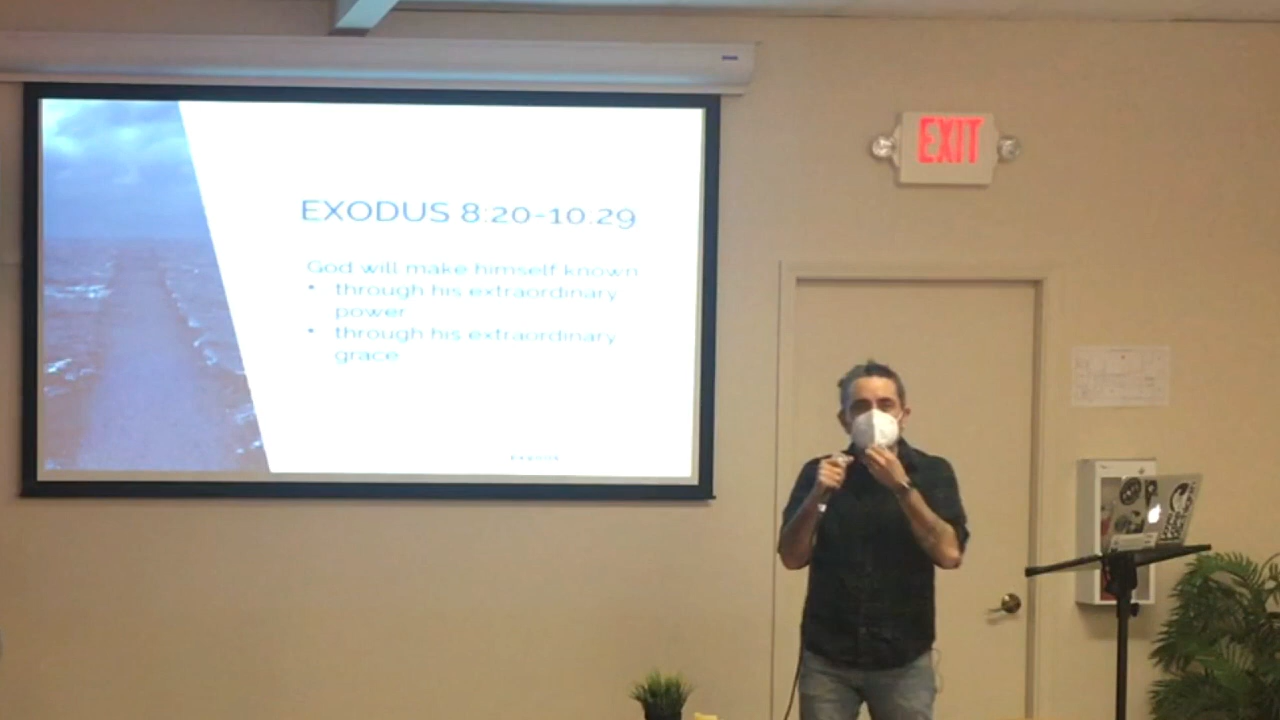 EXODUS 8:20-10.29
God will make himself known
• through his extraordinary
power
• through his extraordinary
grace
EXODUS
EXIT